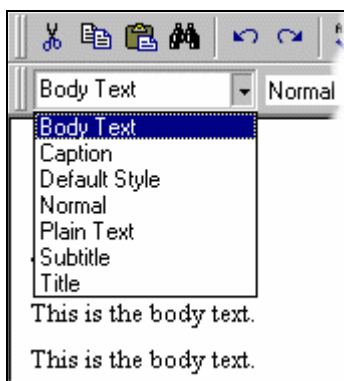 Body Text Normal
Body Text
Caption
Default Style
Normal
Plain Text
Subtitle
Title
This is the body text.
This is the body text.